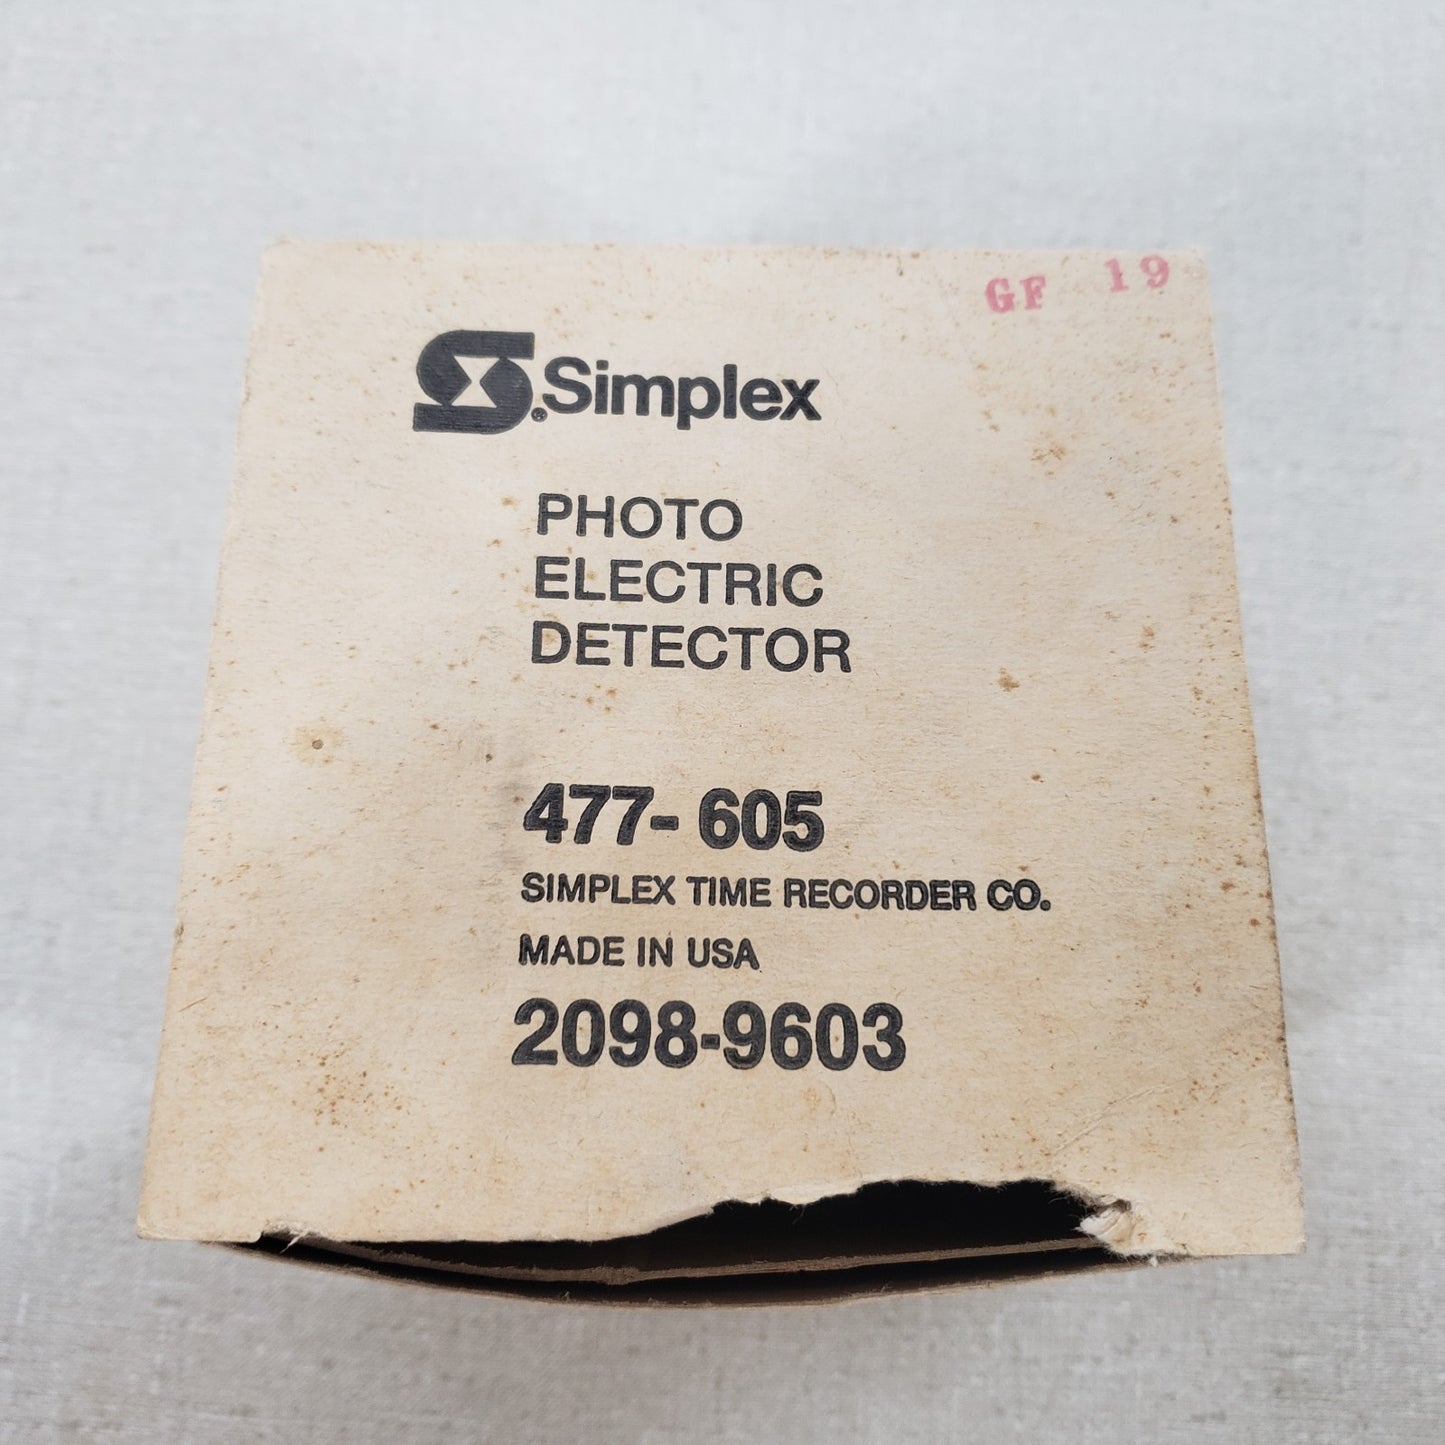 GF 19
Simplex
PHOTO
ELECTRIC
DETECTOR
477-605
SIMPLEX TIME RECORDER CO.
MADE IN USA
2098-9603